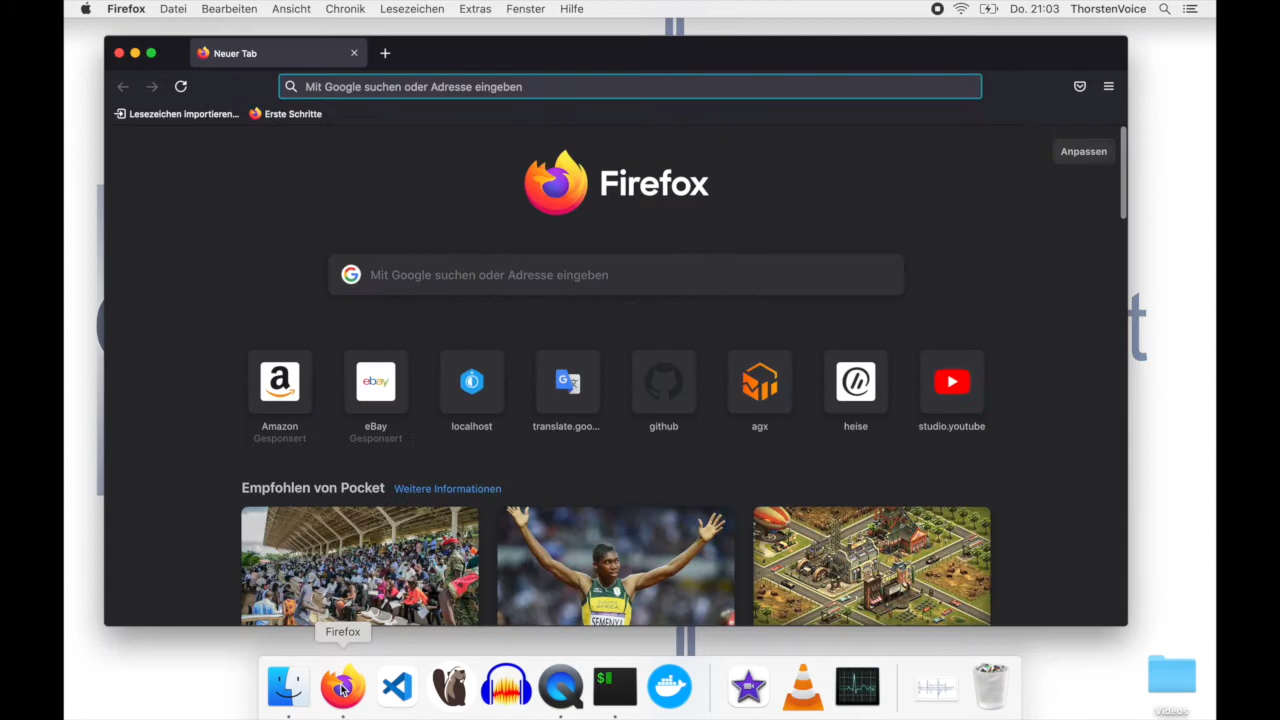 Firefox Datei Bearbeiten Ansicht Chronik Lesezeichen Extras Fenster Hilfe Do. 21:03 ThorstenVoice
Neuer Tab
Mit Google suchen oder Adresse eingeben
Lesezeichen importieren... Erste Schritte
Anpassen
Firefox
Mit Google suchen oder Adresse eingeben
a ebay
Amazon eBay localhost translate.goo... github agx heise studio.youtube
Gesponsert Gesponsert
Empfohlen von Pocket Weitere Informationen
SEMENYA
t
Firefox
$
Videos